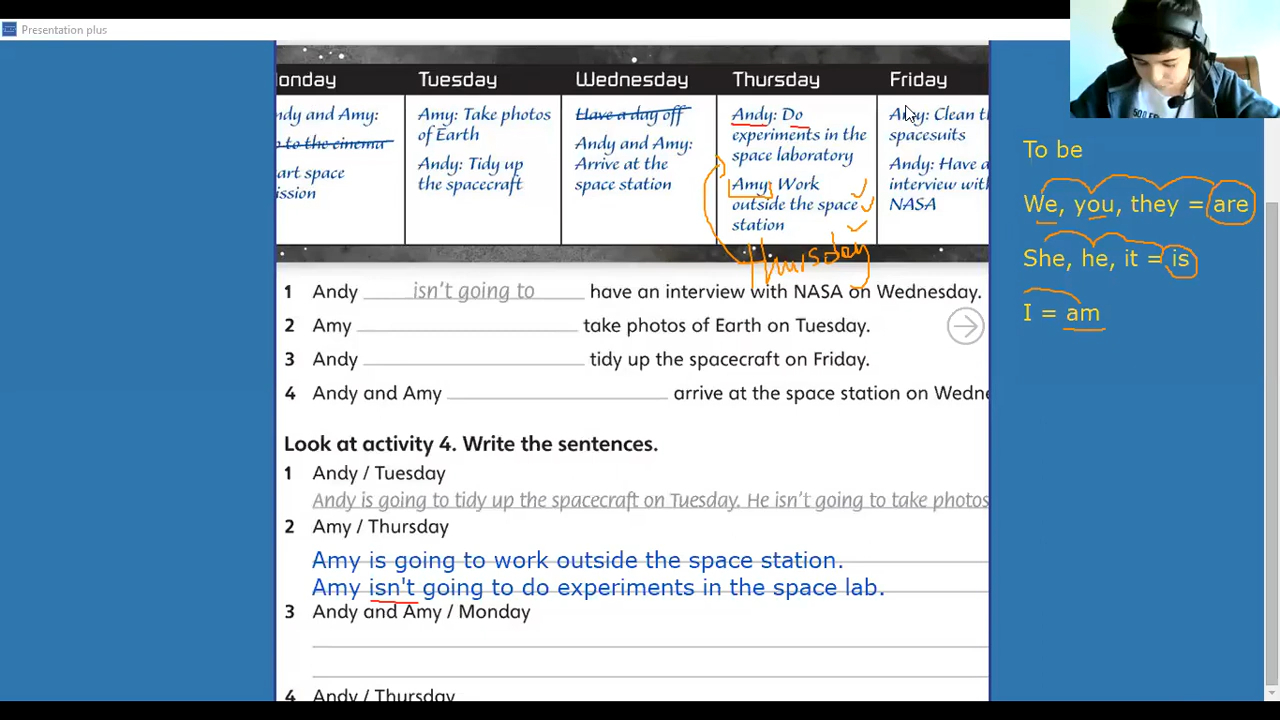 Presentation plus
onday Tuesday Wednesday Thursday Friday
ndy and Amy:
to the cinema
art space
ission
Amy: Take photos
of Earth
Andy: Tidy up
the spacecraft
Have a day off
Andy and Amy:
Arrive at the
space station
Andy: Do
experiments in the
space laboratory
Amy: Work
outside the space
station
Thursday
Clean th
spacesuits
Andy: Have a
interview with
NASA
To be
We, you, they = are
She, he, it = is
I = am
1 Andy isn't going to have an interview with NASA on Wednesday.
2 Amy take photos of Earth on Tuesday.
3 Andy tidy up the spacecraft on Friday.
4 Andy and Amy arrive at the space station on Wedne
Look at activity 4. Write the sentences.
1 Andy / Tuesday
Andy is going to tidy up the spacecraft on Tuesday. He isn't going to take photos
2 Amy / Thursday
Amy is going to work outside the space station.
Amy isn't going to do experiments in the space lab.
3 Andy and Amy / Monday
4 Andy / Thursday